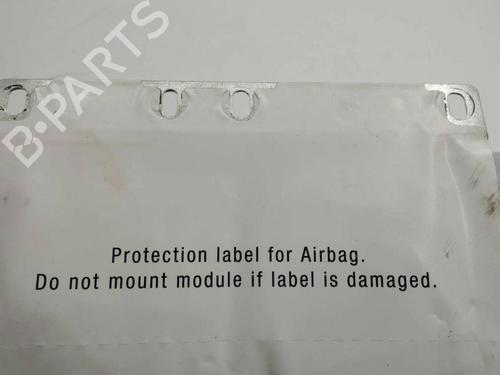 B-PARTS
Protection label for Airbag.
Do not mount module if label is damaged.